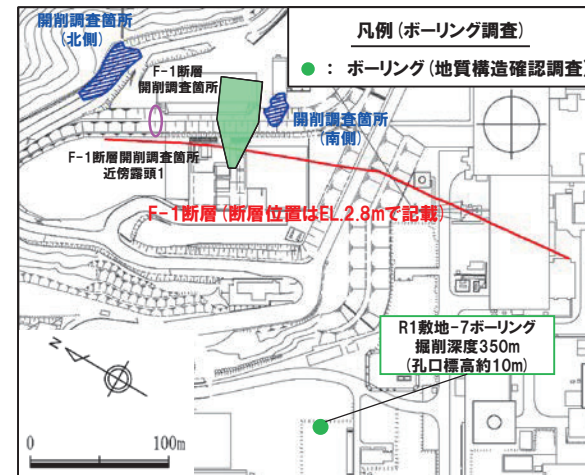 開削調査箇所
(北側)
F-1断層
開削調査箇所
凡例(ボーリング調査)
● : ボーリング(地質構造確認調査)
開削調査箇所
(南側)
F-1断層開削調査箇所
近傍露頭1
F-1断層(断層位置はEL.2.8mで記載)
R1敷地-7ボーリング
掘削深度350m
(孔口標高約10m)
N
0 100m